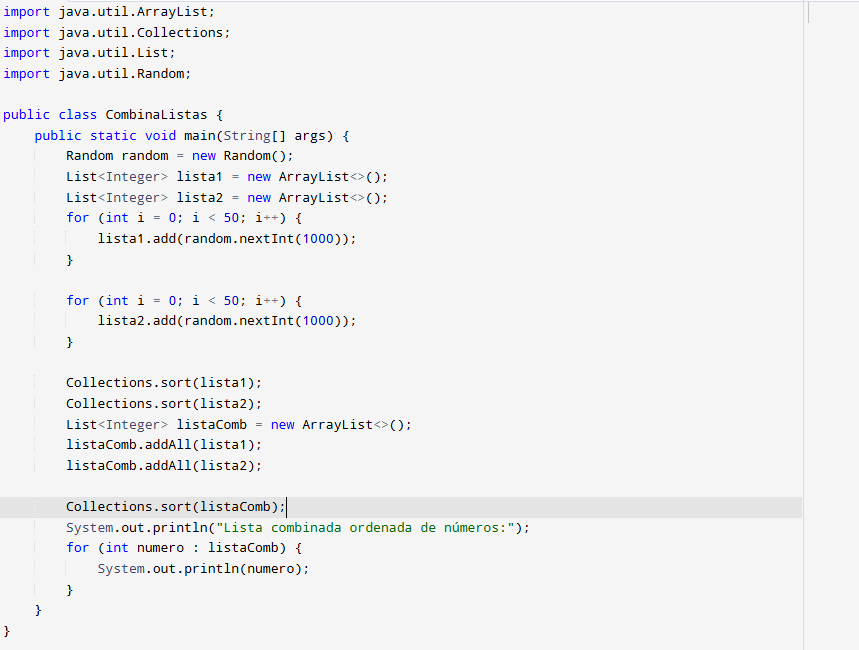 import java.util.ArrayList;
import java.util.Collections;
import java.util.List;
import java.util.Random;

public class CombinaListas {
    public static void main(String[] args) {
        Random random = new Random();
        List<Integer> lista1 = new ArrayList<>();
        List<Integer> lista2 = new ArrayList<>();
        for (int i = 0; i < 50; i++) {
            lista1.add(random.nextInt(1000));
        }

        for (int i = 0; i < 50; i++) {
            lista2.add(random.nextInt(1000));
        }

        Collections.sort(lista1);
        Collections.sort(lista2);
        List<Integer> listaComb = new ArrayList<>();
        listaComb.addAll(lista1);
        listaComb.addAll(lista2);

        Collections.sort(listaComb);
        System.out.println("Lista combinada ordenada de números:");
        for (int numero : listaComb) {
            System.out.println(numero);
        }
    }
}